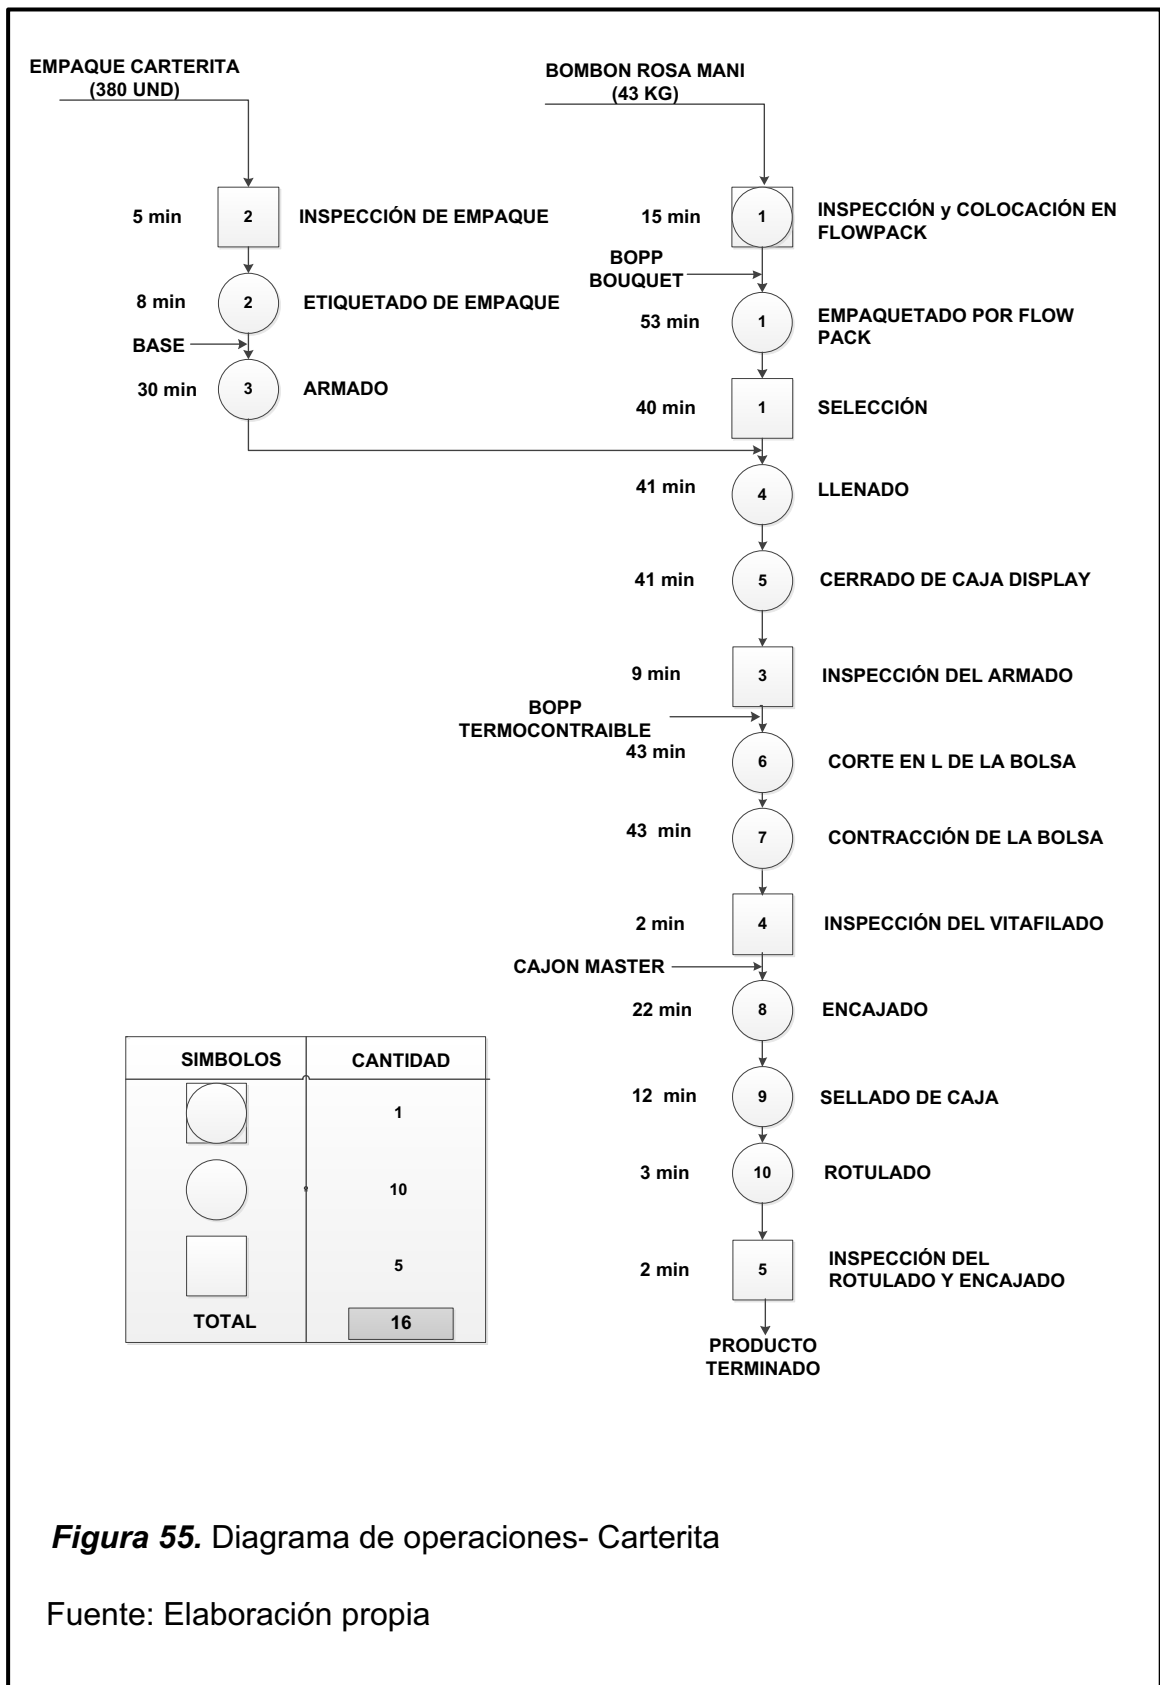 EMPAQUE CARTERITA
(380 UND)
BOMBON ROSA MANI
(43 KG)
5 min
2
INSPECCIÓN DE EMPAQUE
15 min
1
INSPECCIÓN y COLOCACIÓN EN
FLOWPACK
BOPP
BOUQUET
8 min
2
ETIQUETADO DE EMPAQUE
53 min
1
EMPAQUETADO POR FLOW
PACK
BASE
30 min
3
ARMADO
40 min
1
SELECCIÓN
41 min
4
LLENADO
41 min
5
CERRADO DE CAJA DISPLAY
9 min
3
INSPECCIÓN DEL ARMADO
BOPP
TERMOCONTRAIBLE
43 min
6
CORTE EN L DE LA BOLSA
43 min
7
CONTRACCIÓN DE LA BOLSA
2 min
4
INSPECCIÓN DEL VITAFILADO
CAJON MASTER
22 min
8
ENCAJADO
12 min
9
SELLADO DE CAJA
3 min
10
ROTULADO
2 min
5
INSPECCIÓN DEL
ROTULADO Y ENCAJADO
PRODUCTO
TERMINADO
SIMBOLOS CANTIDAD
1
10
5
TOTAL 16
Figura 55. Diagrama de operaciones- Carterita
Fuente: Elaboración propia